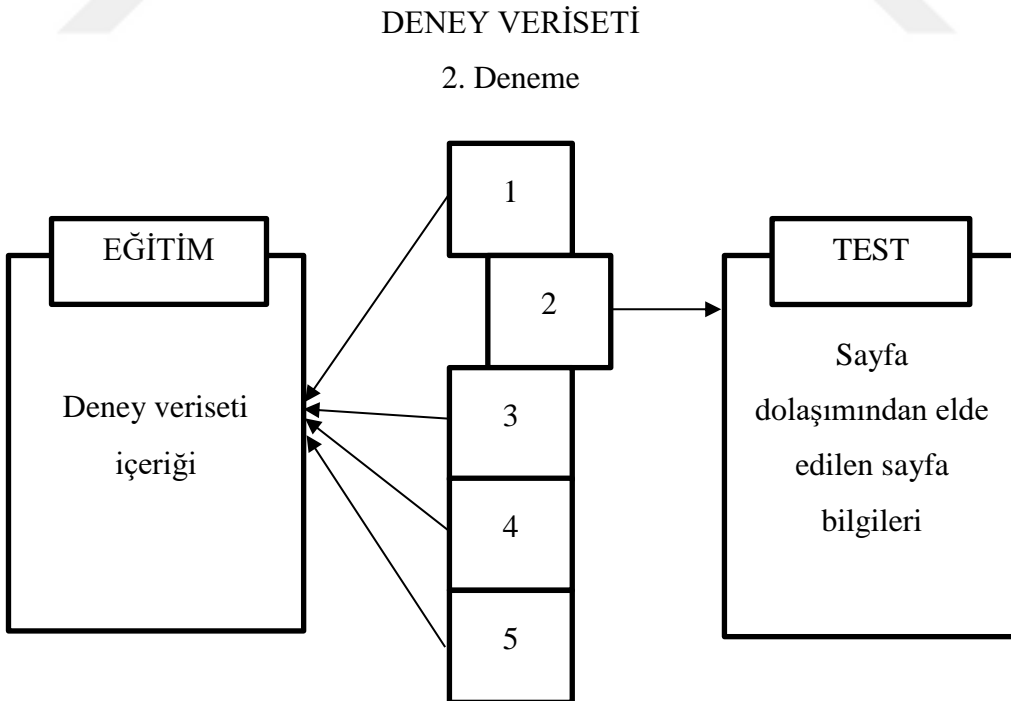 DENEY VERİSETİ
2. Deneme
EĞİTİM
Deney veriseti
içeriği
1
2
3
4
5
TEST
Sayfa
dolaşımından elde
edilen sayfa
bilgileri